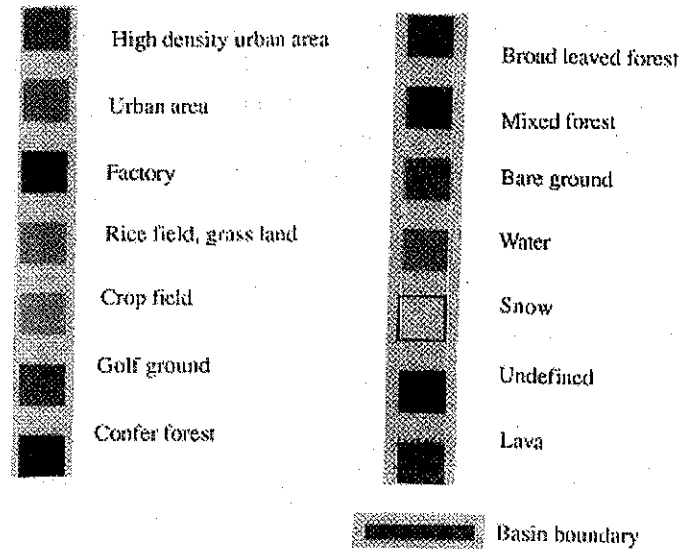 High density urban area
Urban area
Factory
Rice field, grass land
Crop field
Golf ground
Confer forest
Broad leaved forest
Mixed forest
Bare ground
Water
Snow
Undefined
Lava
Basin boundary